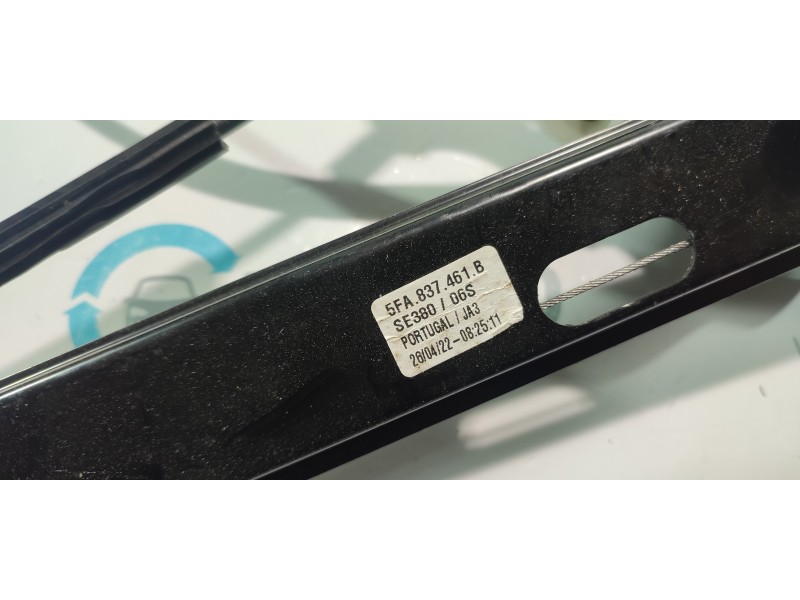 5FA.837.461.B
SE380 / 06S
PORTUGAL / JA3
28/04/22-08:25:11